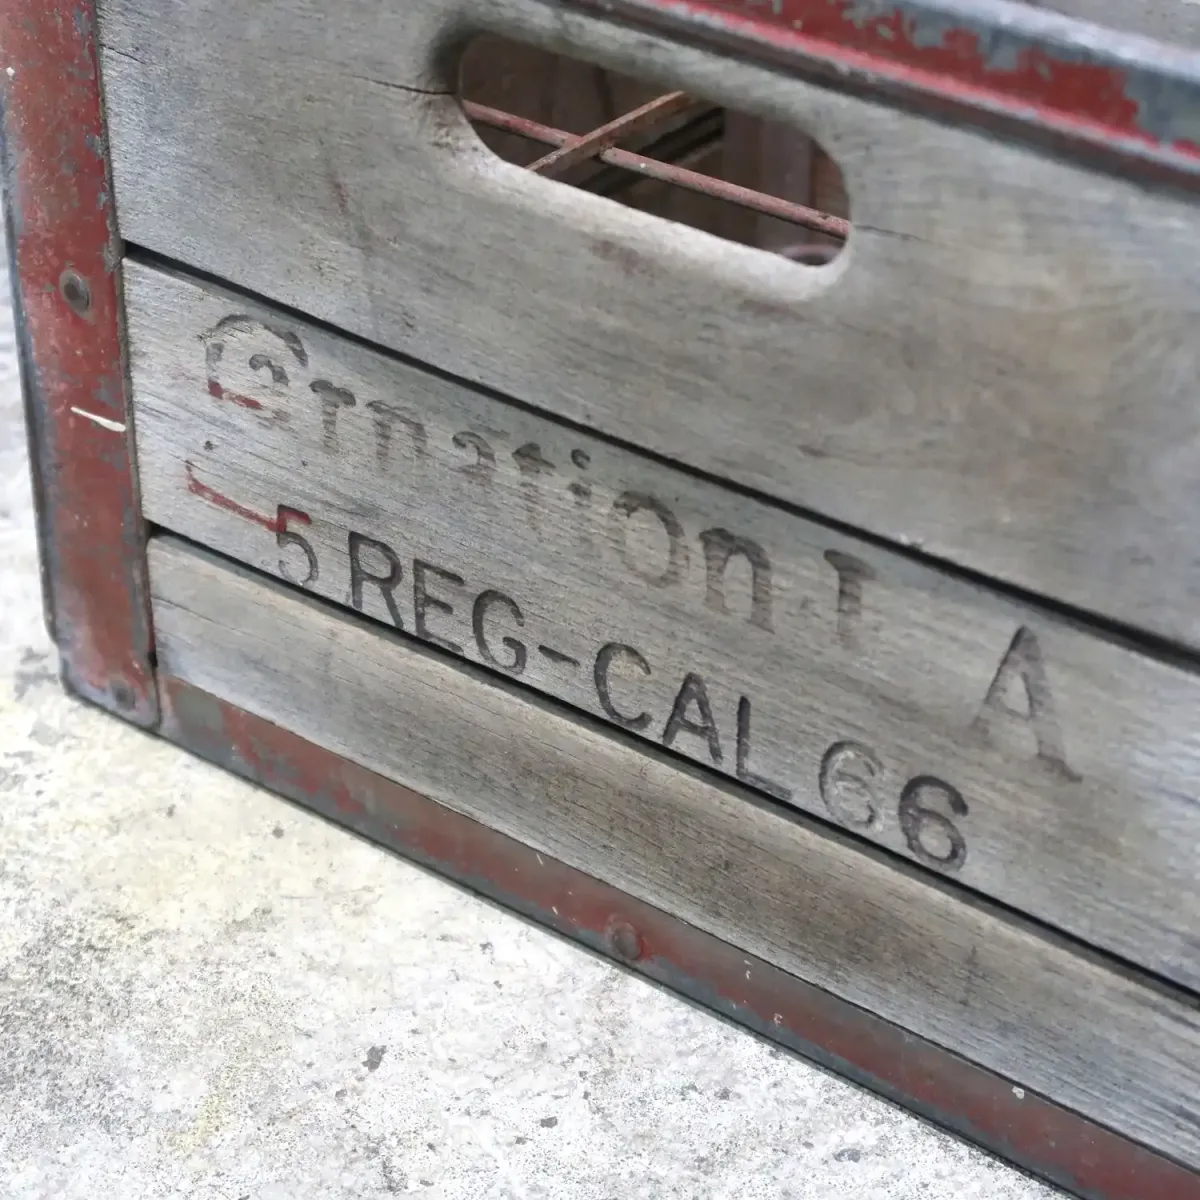 Carnation I A
5 REG-CAL 66